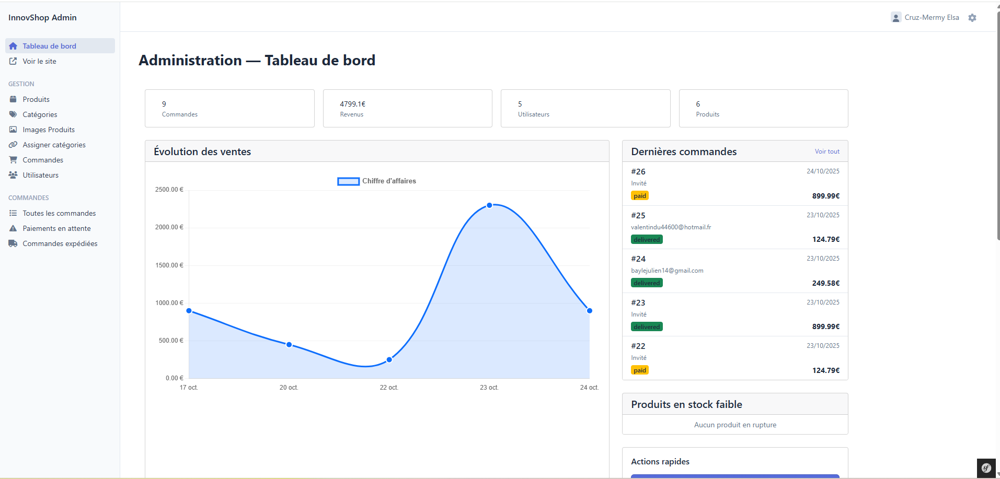 InnovShop Admin
Cruz-Mermy Elsa
Tableau de bord
Voir le site
GESTION
Produits
Catégories
Images Produits
Assigner catégories
Commandes
Utilisateurs
COMMANDES
Toutes les commandes
Paiements en attente
Commandes expédiées
Administration — Tableau de bord
9
Commandes
4799.1€
Revenus
5
Utilisateurs
6
Produits
Évolution des ventes
Chiffre d'affaires
2500.00 €
2000.00 €
1500.00 €
1000.00 €
500.00 €
0.00 €
17 oct. 20 oct. 22 oct. 23 oct. 24 oct.
Dernières commandes Voir tout
#26 24/10/2025
Invité
paid 899.99€
#25 23/10/2025
valentindu44600@hotmail.fr
delivered 124.79€
#24 23/10/2025
baylejulien14@gmail.com
delivered 249.58€
#23 23/10/2025
Invité
delivered 899.99€
#22 23/10/2025
Invité
paid 124.79€
Produits en stock faible
Aucun produit en rupture
Actions rapides